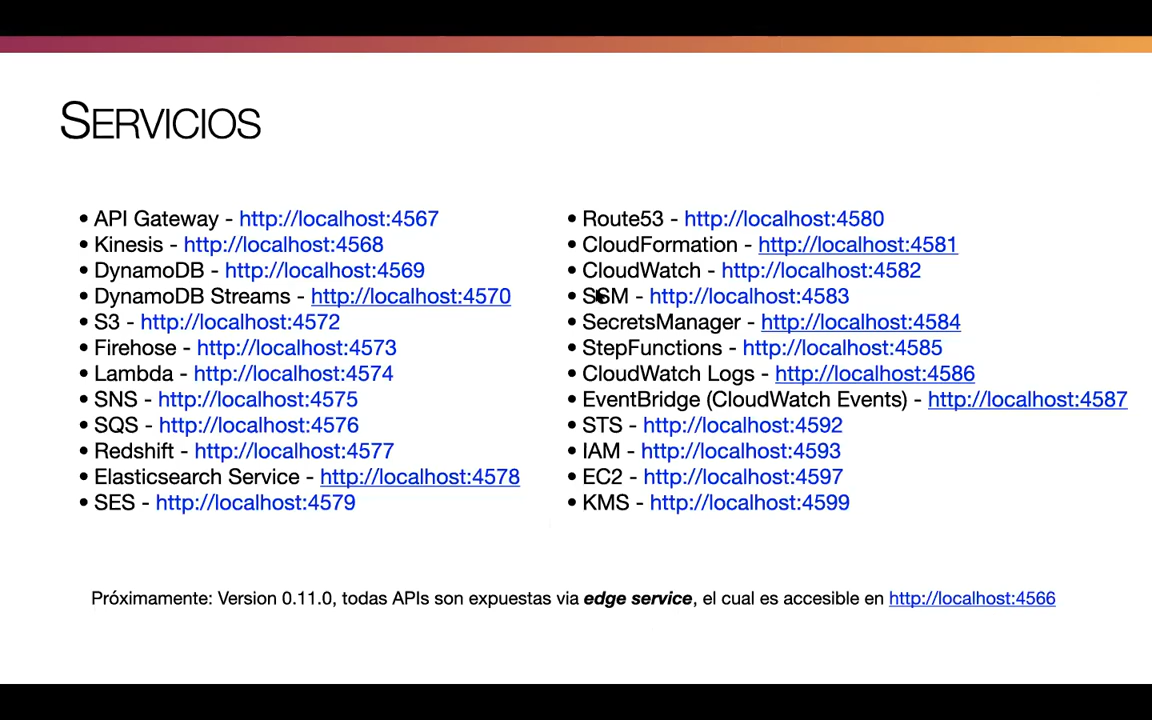 SERVICIOS
• API Gateway - http://localhost:4567
• Kinesis - http://localhost:4568
• DynamoDB - http://localhost:4569
• DynamoDB Streams - http://localhost:4570
• S3 - http://localhost:4572
• Firehose - http://localhost:4573
• Lambda - http://localhost:4574
• SNS - http://localhost:4575
• SQS - http://localhost:4576
• Redshift - http://localhost:4577
• Elasticsearch Service - http://localhost:4578
• SES - http://localhost:4579
• Route53 - http://localhost:4580
• CloudFormation - http://localhost:4581
• CloudWatch - http://localhost:4582
• SSM - http://localhost:4583
• SecretsManager - http://localhost:4584
• StepFunctions - http://localhost:4585
• CloudWatch Logs - http://localhost:4586
• EventBridge (CloudWatch Events) - http://localhost:4587
• STS - http://localhost:4592
• IAM - http://localhost:4593
• EC2 - http://localhost:4597
• KMS - http://localhost:4599
Próximamente: Version 0.11.0, todas APIs son expuestas via edge service, el cual es accesible en http://localhost:4566